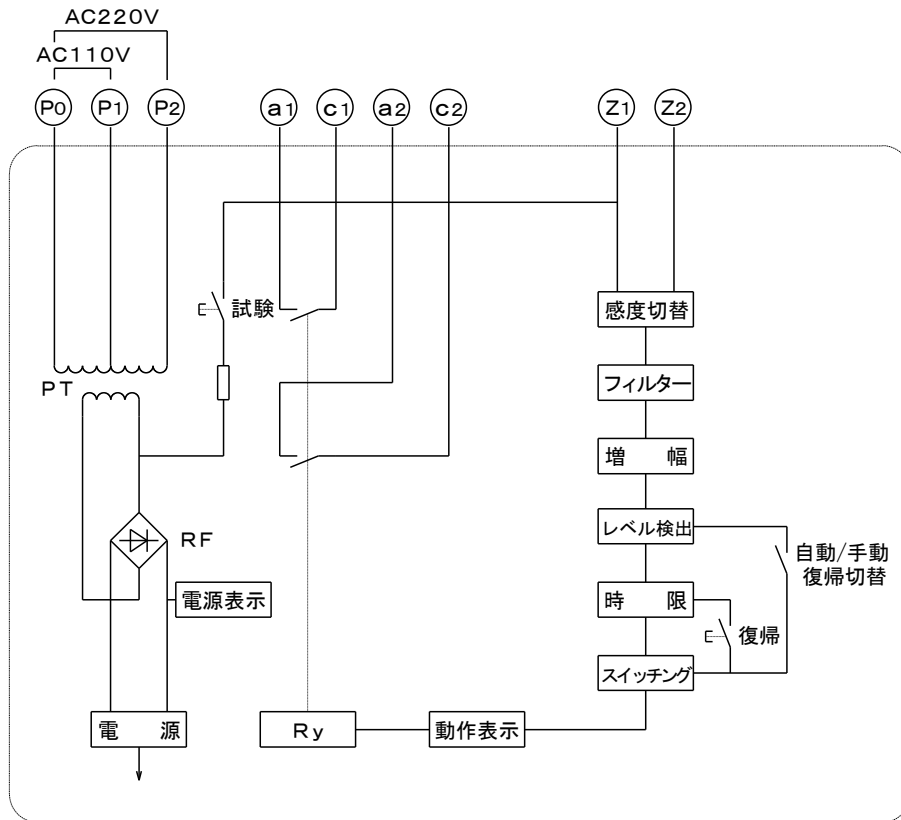 AC220V
AC110V
P0 P1 P2 a1 c1 a2 c2 Z1 Z2
試験
感度切替
フィルター
PT
増　幅
レベル検出
RF
自動/手動
復帰切替
電源表示
時　限
復帰
スイッチング
電　源
Ry
動作表示